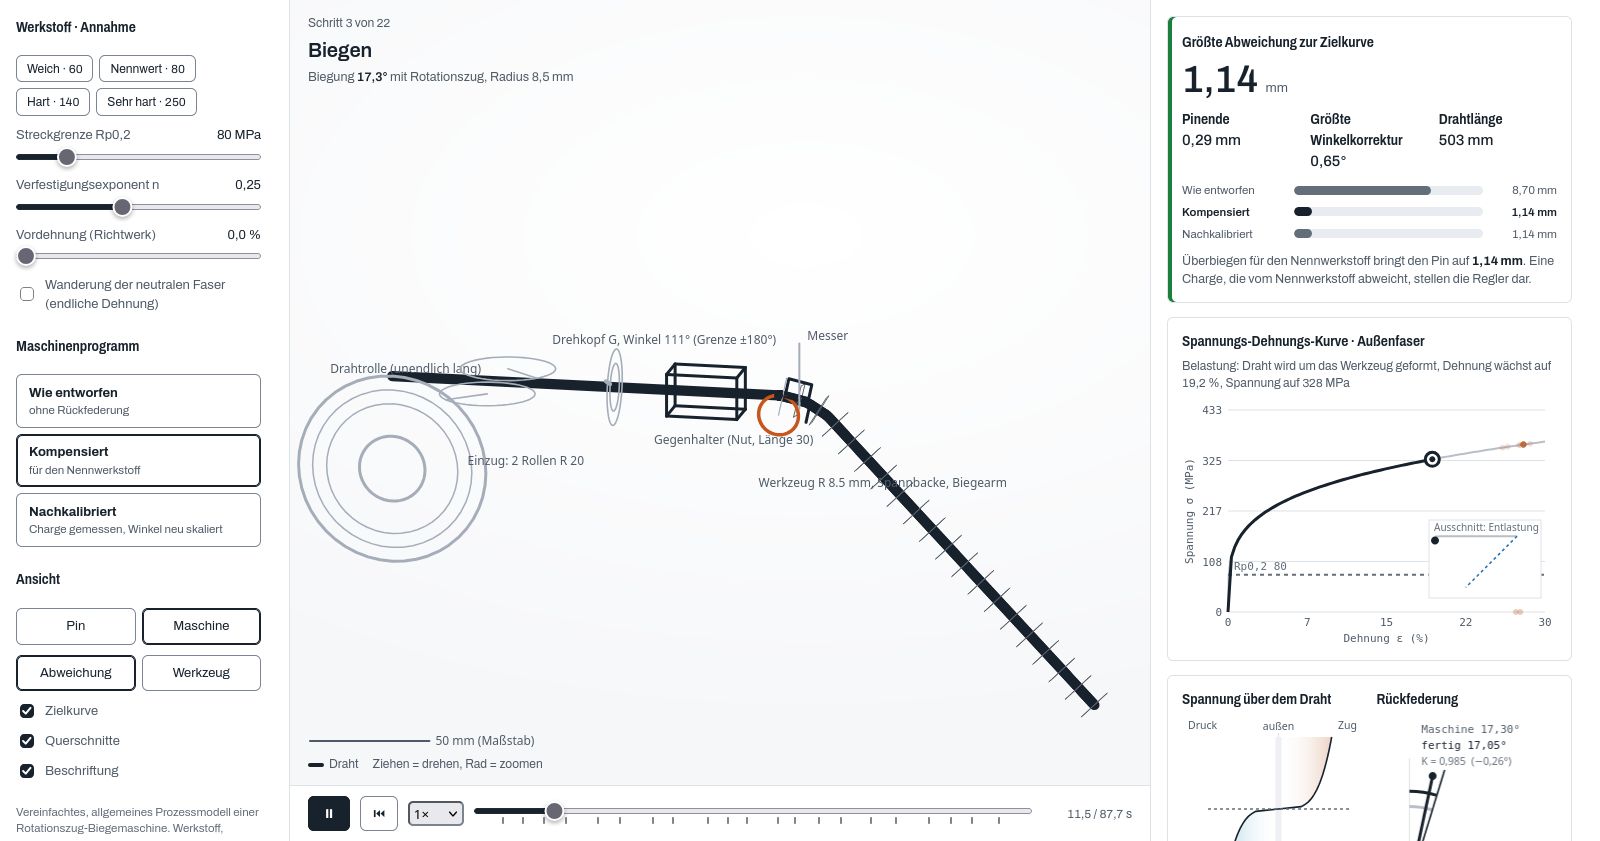 Werkstoff · Annahme
Weich · 60
Nennwert · 80
Hart · 140
Sehr hart · 250
Streckgrenze Rp0,2
80 MPa
Verfestigungsexponent n
0,25
Vordehnung (Richtwerk)
0,0 %
Wanderung der neutralen Faser
(endliche Dehnung)
Maschinenprogramm
Wie entworfen
ohne Rückfederung
Kompensiert
für den Nennwerkstoff
Nachkalibriert
Charge gemessen, Winkel neu skaliert
Ansicht
Pin
Maschine
Abweichung
Werkzeug
Zielkurve
Querschnitte
Beschriftung
Vereinfachtes, allgemeines Prozessmodell einer
Rotationszug-Biegemaschine. Werkstoff,
Schritt 3 von 22
Biegen
Biegung 17,3° mit Rotationszug, Radius 8,5 mm
Drahtrolle (unendlich lang)
Drehkopf G, Winkel 111° (Grenze ±180°)
Messer
Gegenhalter (Nut, Länge 30)
Einzug: 2 Rollen R 20
Werkzeug R 8.5 mm, Spannbacke, Biegearm
50 mm (Maßstab)
Draht
Ziehen = drehen, Rad = zoomen
1×
11,5 / 87,7 s
Größte Abweichung zur Zielkurve
1,14 mm
Pinende
0,29 mm
Größte
Winkelkorrektur
0,65°
Drahtlänge
503 mm
Wie entworfen
8,70 mm
Kompensiert
1,14 mm
Nachkalibriert
1,14 mm
Überbiegen für den Nennwerkstoff bringt den Pin auf 1,14 mm. Eine
Charge, die vom Nennwerkstoff abweicht, stellen die Regler dar.
Spannungs-Dehnungs-Kurve · Außenfaser
Belastung: Draht wird um das Werkzeug geformt, Dehnung wächst auf
19,2 %, Spannung auf 328 MPa
433
325
217
108
0
Spannung σ (MPa)
Rp0,2 80
Ausschnitt: Entlastung
0
7
15
22
30
Dehnung ε (%)
Spannung über dem Draht
Druck
außen
Zug
Rückfederung
Maschine 17,30°
fertig 17,05°
K = 0,985 (−0,26°)